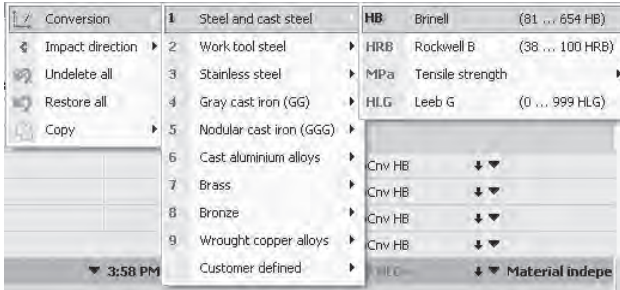 Conversion
Impact direction
Undelete all
Restore all
Copy
1 Steel and cast steel
2 Work tool steel
3 Stainless steel
4 Gray cast iron (GG)
5 Nodular cast iron (GGG)
6 Cast aluminium alloys
7 Brass
8 Bronze
9 Wrought copper alloys
Customer defined
HB Brinell (81 ... 654 HB)
HRB Rockwell B (38 ... 100 HRB)
MPa Tensile strength
HLG Leeb G (0 ... 999 HLG)
Cnv HB
Cnv HB
Cnv HB
Cnv HB
3:58 PM
HLG
Material indepe